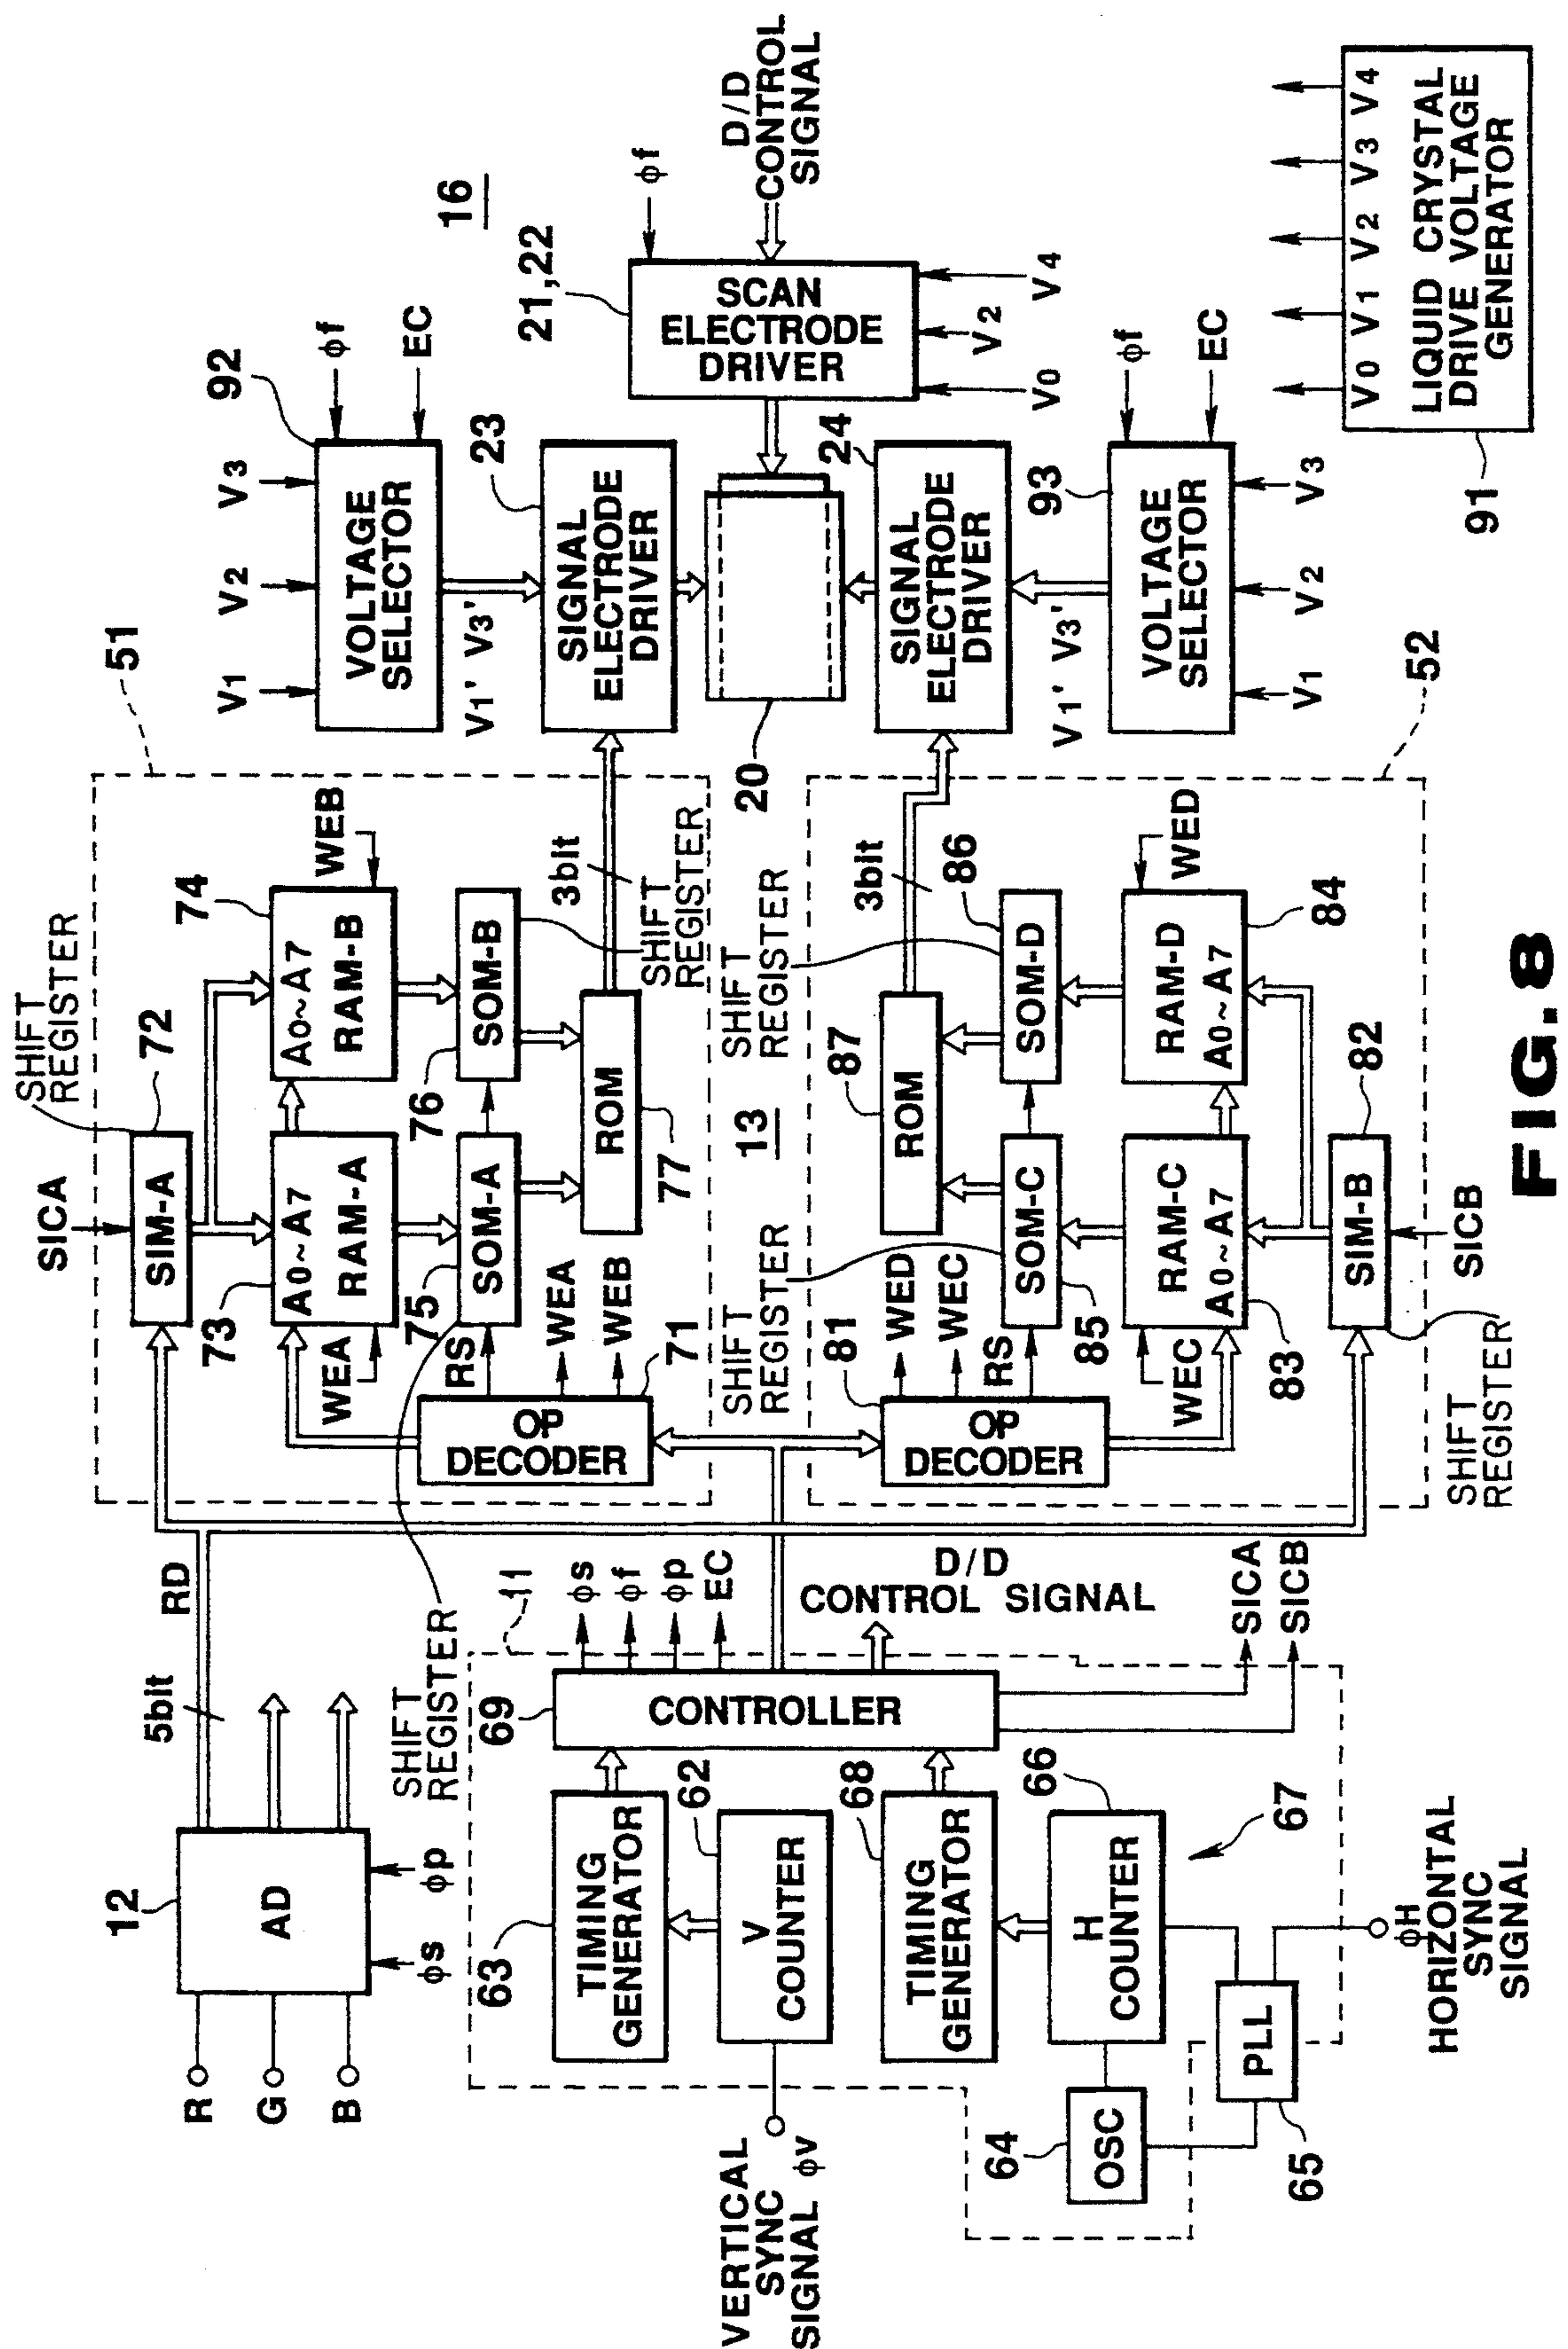 R
G
B
12
AD
φs
φp
5bit
RD
SHIFT
REGISTER
SICA
72
SIM-A
51
74
73
A0~A7
RAM-A
WEA
A0~A7
RAM-B
WEB
75
SOM-A
RS
76
SOM-B
SHIFT
REGISTER
WEA
WEB
71
OP
DECODER
ROM
77
3bit
SHIFT
REGISTER
V1
V2
V3
92
VOLTAGE
SELECTOR
φf
EC
V1' V3'
23
SIGNAL
ELECTRODE
DRIVER
16
21,22
SCAN
ELECTRODE
DRIVER
φf
D/D
CONTROL
SIGNAL
V0
V2
V4
20
24
SIGNAL
ELECTRODE
DRIVER
V1' V3'
93
VOLTAGE
SELECTOR
φf
EC
V1
V2
V3
V0 V1 V2 V3 V4
LIQUID CRYSTAL
DRIVE VOLTAGE
GENERATOR
91
11
φs
φf
φp
EC
D/D
CONTROL SIGNAL
SICA
SICB
69
CONTROLLER
63
TIMING
GENERATOR
62
V
COUNTER
68
TIMING
GENERATOR
66
H
COUNTER
67
64
OSC
65
PLL
VERTICAL
SYNC
SIGNAL φv
φH
HORIZONTAL
SYNC
SIGNAL
13
SHIFT
REGISTER
SHIFT
REGISTER
81
OP
DECODER
WED
WEC
RS
87
ROM
3bit
85
SOM-C
86
SOM-D
WEC
83
RAM-C
A0~A7
WED
84
RAM-D
A0~A7
82
SIM-B
SICB
SHIFT
REGISTER
52
FIG.8